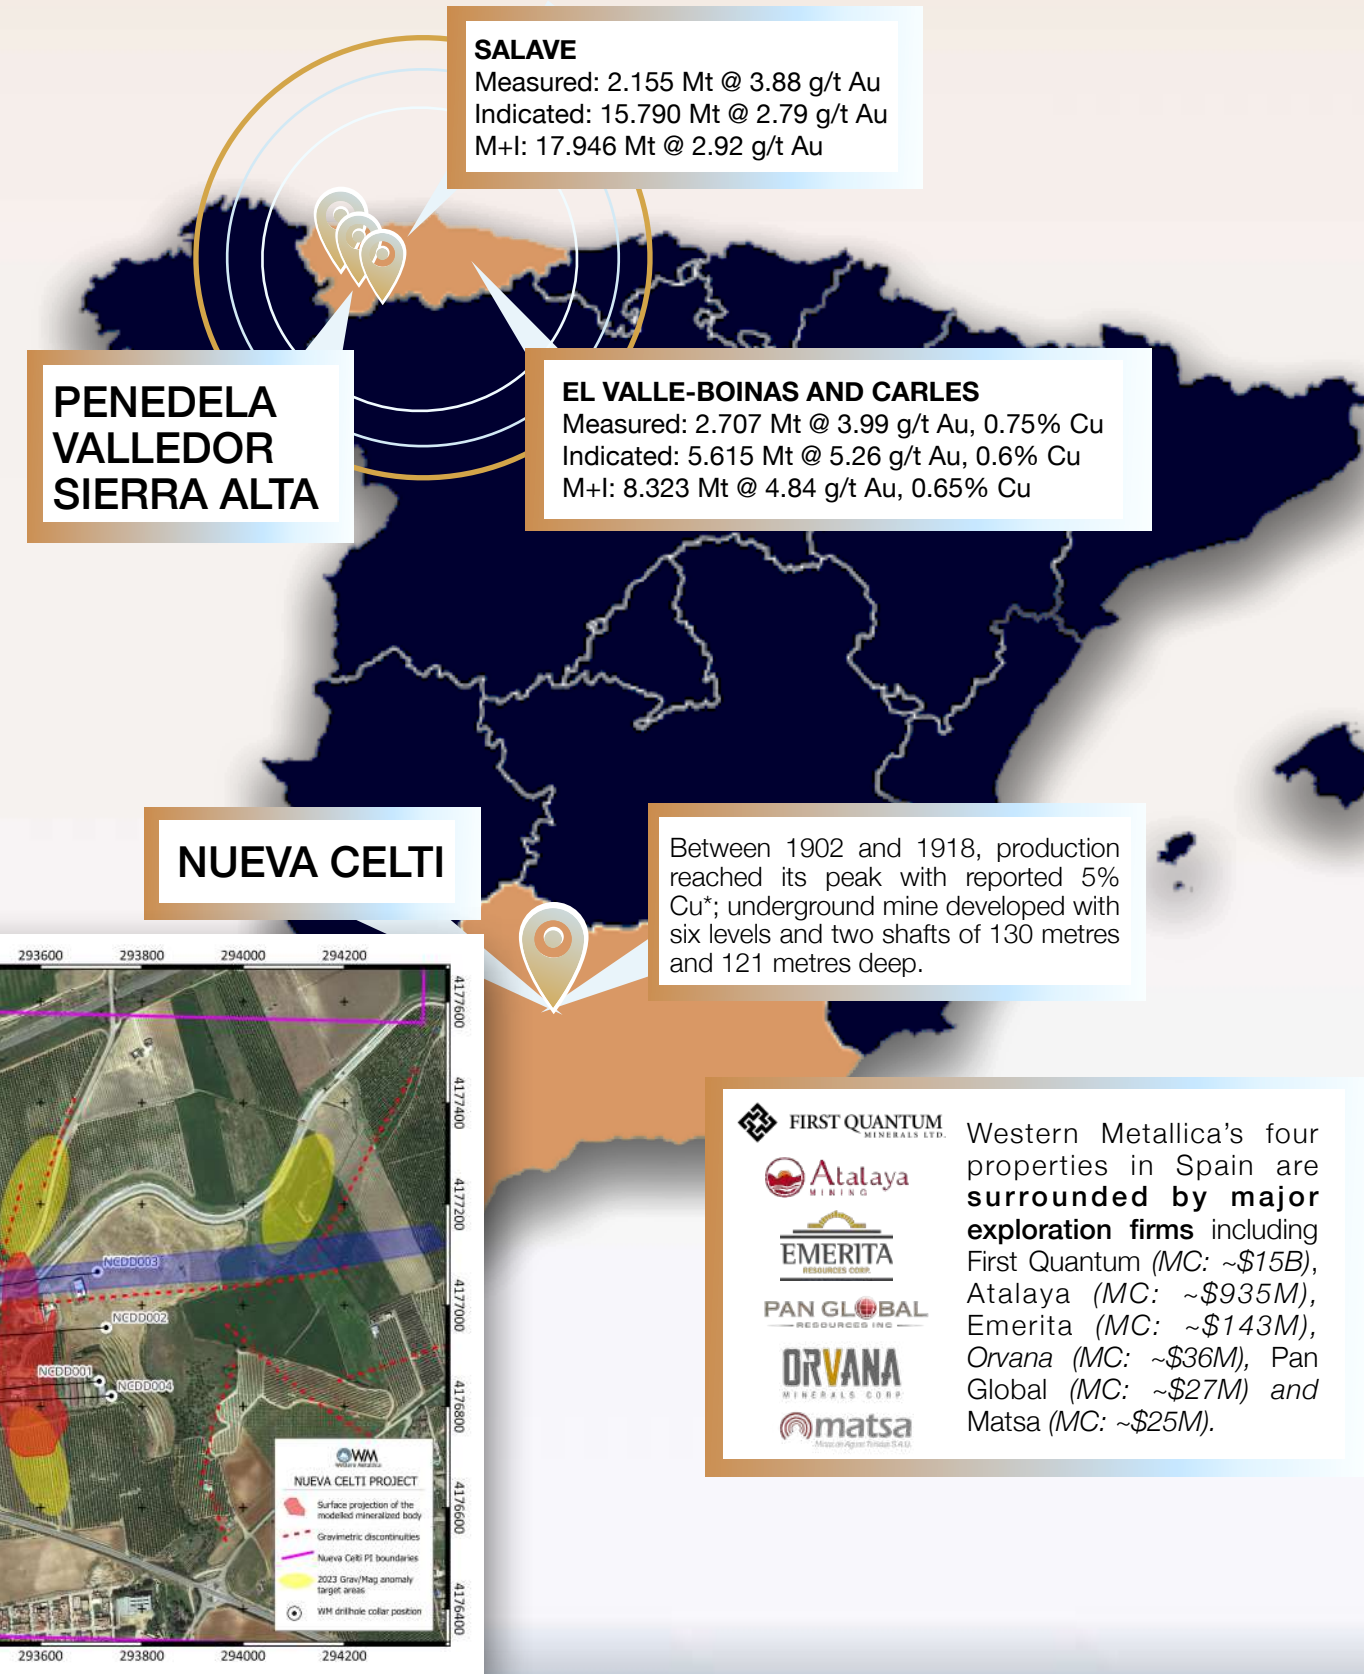 SALAVE
Measured: 2.155 Mt @ 3.88 g/t Au
Indicated: 15.790 Mt @ 2.79 g/t Au
M+I: 17.946 Mt @ 2.92 g/t Au
PENEDELA
VALLEDOR
SIERRA ALTA
EL VALLE-BOINAS AND CARLES
Measured: 2.707 Mt @ 3.99 g/t Au, 0.75% Cu
Indicated: 5.615 Mt @ 5.26 g/t Au, 0.6% Cu
M+I: 8.323 Mt @ 4.84 g/t Au, 0.65% Cu
NUEVA CELTI
Between 1902 and 1918, production
reached its peak with reported 5%
Cu*; underground mine developed with
six levels and two shafts of 130 metres
and 121 metres deep.
293600 293800 294000 294200
4177600
4177400
4177200
4177000
4176800
4176600
4176400
NCDD003
NCDD002
NCDD001
NCDD004
WM
Western Metallica
NUEVA CELTI PROJECT
Surface projection of the
modelled mineralized body
Gravimetric discontinuities
Nueva Celti PI boundaries
2023 Grav/Mag anomaly
target areas
WM drillhole collar position
293600 293800 294000 294200
FIRST QUANTUM
MINERALS LTD.
Atalaya
MINING
EMERITA
RESOURCES CORP.
PAN GLOBAL
RESOURCES INC
ORVANA
MINERALS CORP
matsa
Minas de Aguas Teñidas S.A.U.
Western Metallica's four
properties in Spain are
surrounded by major
exploration firms including
First Quantum (MC: ~$15B),
Atalaya (MC: ~$935M),
Emerita (MC: ~$143M),
Orvana (MC: ~$36M), Pan
Global (MC: ~$27M) and
Matsa (MC: ~$25M).